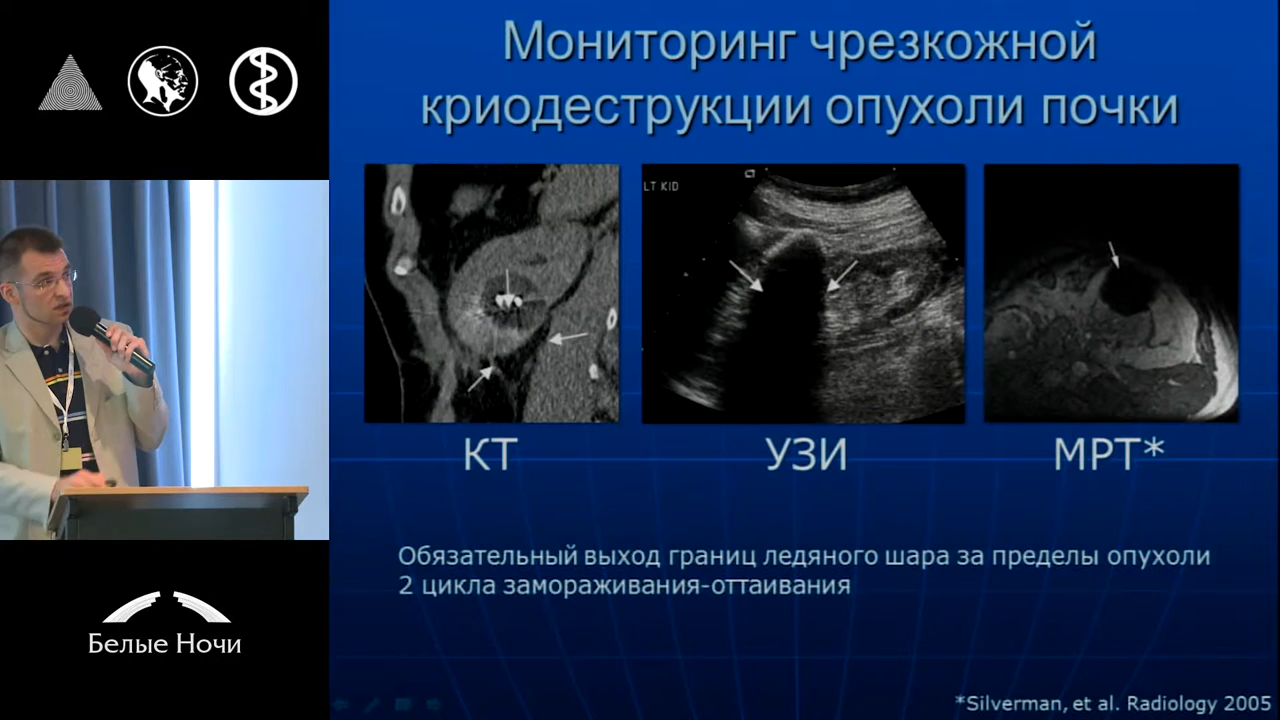 Мониторинг чрезкожной
криодеструкции опухоли почки
LT KID
КТ
УЗИ
МРТ*
Обязательный выход границ ледяного шара за пределы опухоли
2 цикла замораживания-оттаивания
*Silverman, et al. Radiology 2005
Белые Ночи